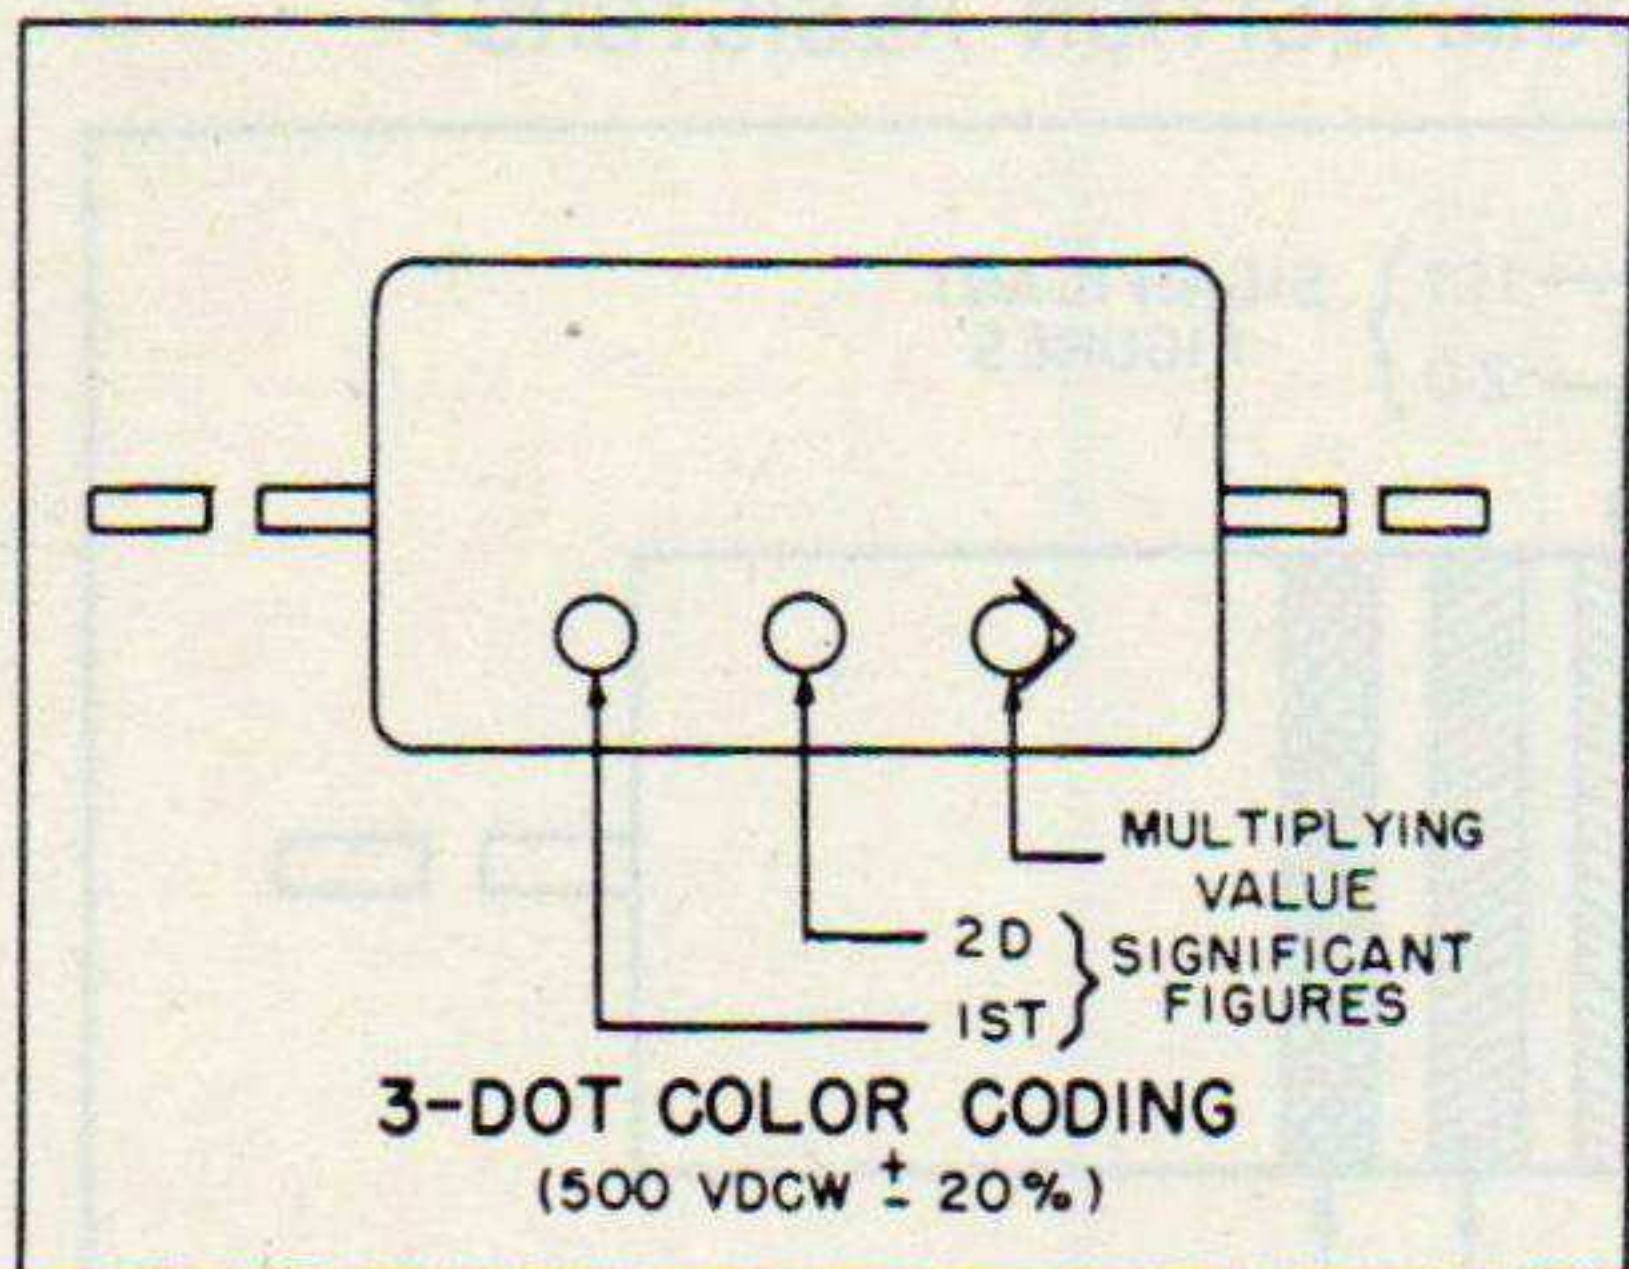 MULTIPLYING
VALUE
2D
SIGNIFICANT
1ST
FIGURES
3-DOT COLOR CODING
(500 VDCW ± 20%)